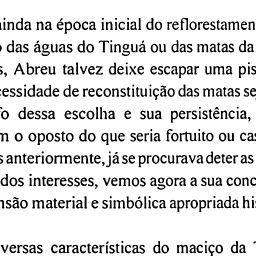 ainda na época inicial do reflorestamen
o das águas do Tinguá ou das matas da
s, Abreu talvez deixe escapar uma pis
cessidade de reconstituição das matas se
fo dessa escolha e sua persistência,
m o oposto do que seria fortuito ou cas
s anteriormente, já se procurava deter as
dos interesses, vemos agora a sua conc
nsão material e simbólica apropriada his
versas características do maciço da T